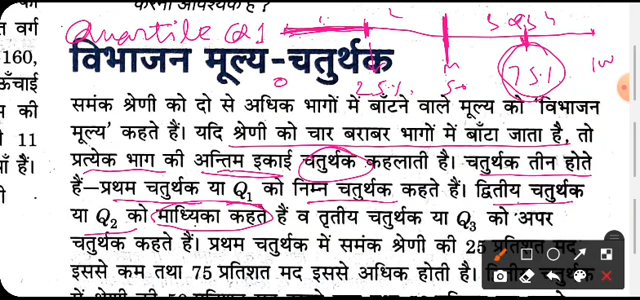 करना आवश्यक है ?
त वर्ग
Quartile Q1
160,
विभाजन मूल्य-चतुर्थक
75%
0
25%
50
100
ऊँचाई
म की
11
याँ हैं।
समंक श्रेणी को दो से अधिक भागों में बाँटने वाले मूल्य को 'विभाजन
मूल्य' कहते हैं। यदि श्रेणी को चार बराबर भागों में बाँटा जाता है, तो
प्रत्येक भाग की अन्तिम इकाई चतुर्थक कहलाती है। चतुर्थक तीन होते
हैं–प्रथम चतुर्थक या Q1 को निम्न चतुर्थक कहते हैं। द्वितीय चतुर्थक
या Q2 को माध्यिका कहते हैं व तृतीय चतुर्थक या Q3 को अपर
चतुर्थक कहते हैं। प्रथम चतुर्थक में समंक श्रेणी की 25 प्रतिशत मद
इससे कम तथा 75 प्रतिशत मद इससे अधिक होती है।